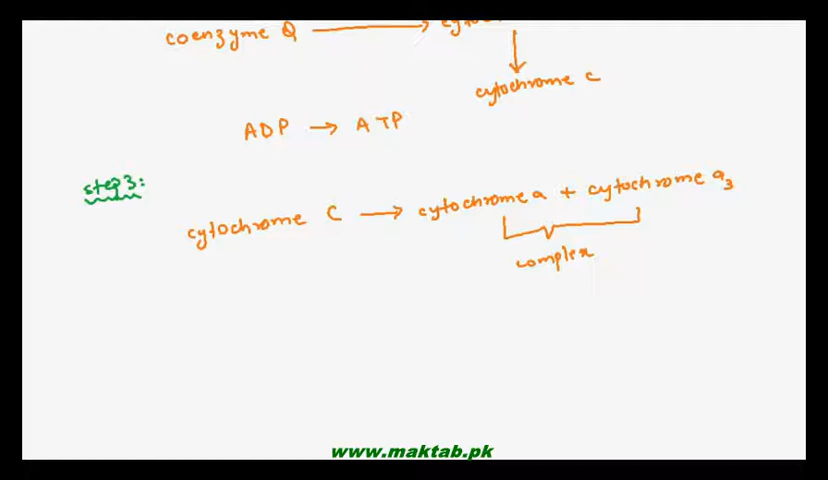 coenzyme Q ⟶
cytochrome c
ADP → ATP
step3:
cytochrome C → cytochrome a + cytochrome a₃
complex
www.maktab.pk